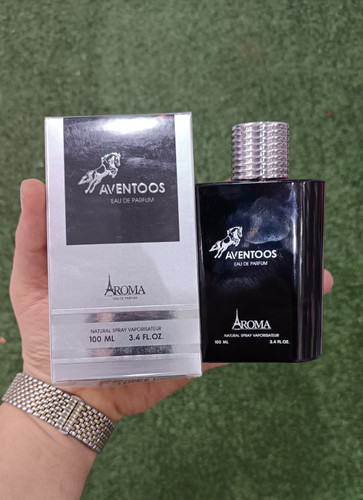 AVENTOOS
EAU DE PARFUM
AROMA
EAU DE PARFUM
NATURAL SPRAY VAPORISATEUR
100 ML 3.4 FL.OZ.
AVENTOOS
EAU DE PARFUM
AROMA
NATURAL SPRAY VAPORISATEUR
100 ML 3.4 FL.OZ.